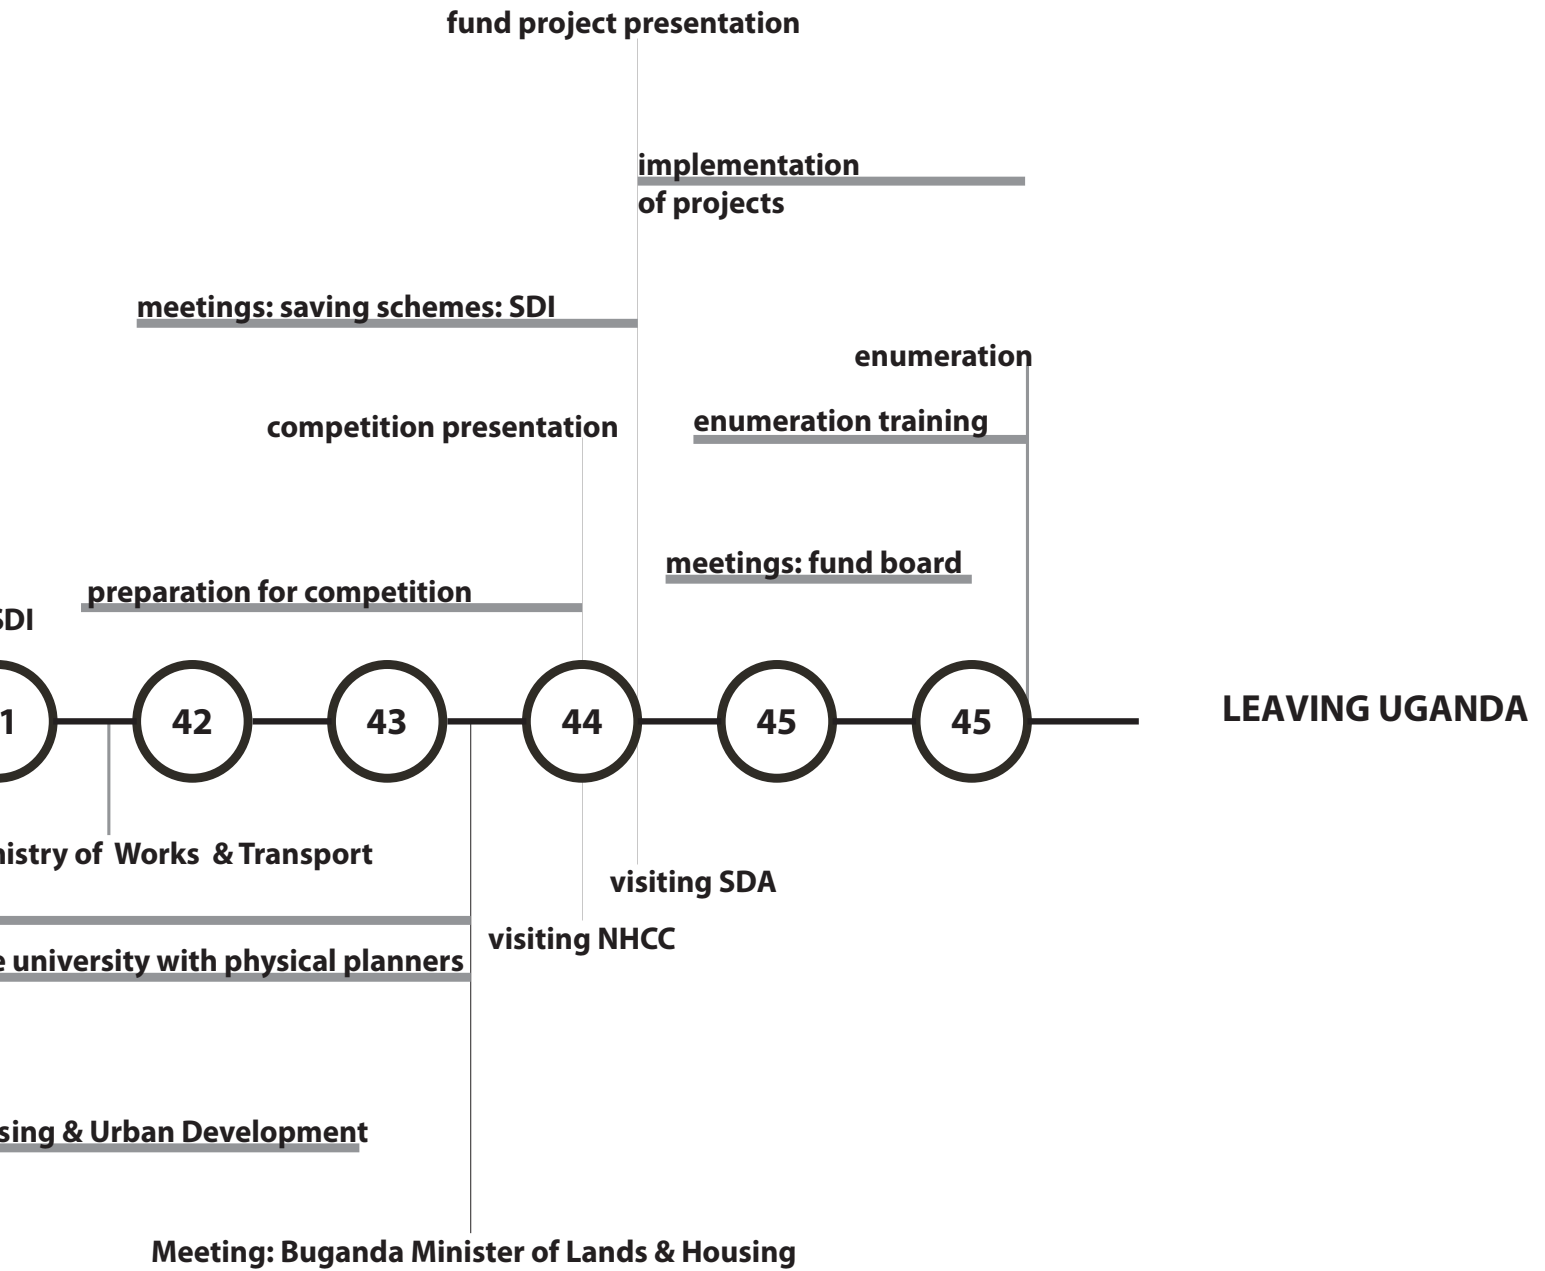 fund project presentation
implementation
of projects
meetings: saving schemes: SDI
enumeration
competition presentation
enumeration training
meetings: fund board
preparation for competition
SDI
1 42 43 44 45 45
LEAVING UGANDA
nistry of Works & Transport
visiting SDA
visiting NHCC
e university with physical planners
sing & Urban Development
Meeting: Buganda Minister of Lands & Housing